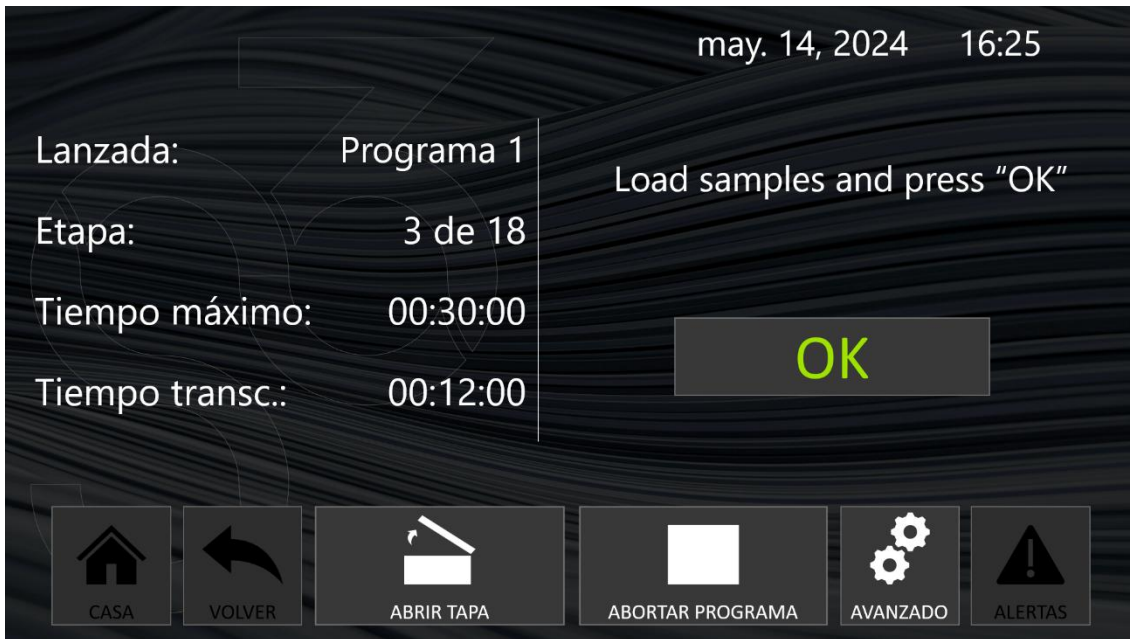 may. 14, 2024 16:25
Lanzada: Programa 1
Etapa: 3 de 18
Tiempo máximo: 00:30:00
Tiempo transc.: 00:12:00
Load samples and press “OK”
OK
CASA
VOLVER
ABRIR TAPA
ABORTAR PROGRAMA
AVANZADO
ALERTAS